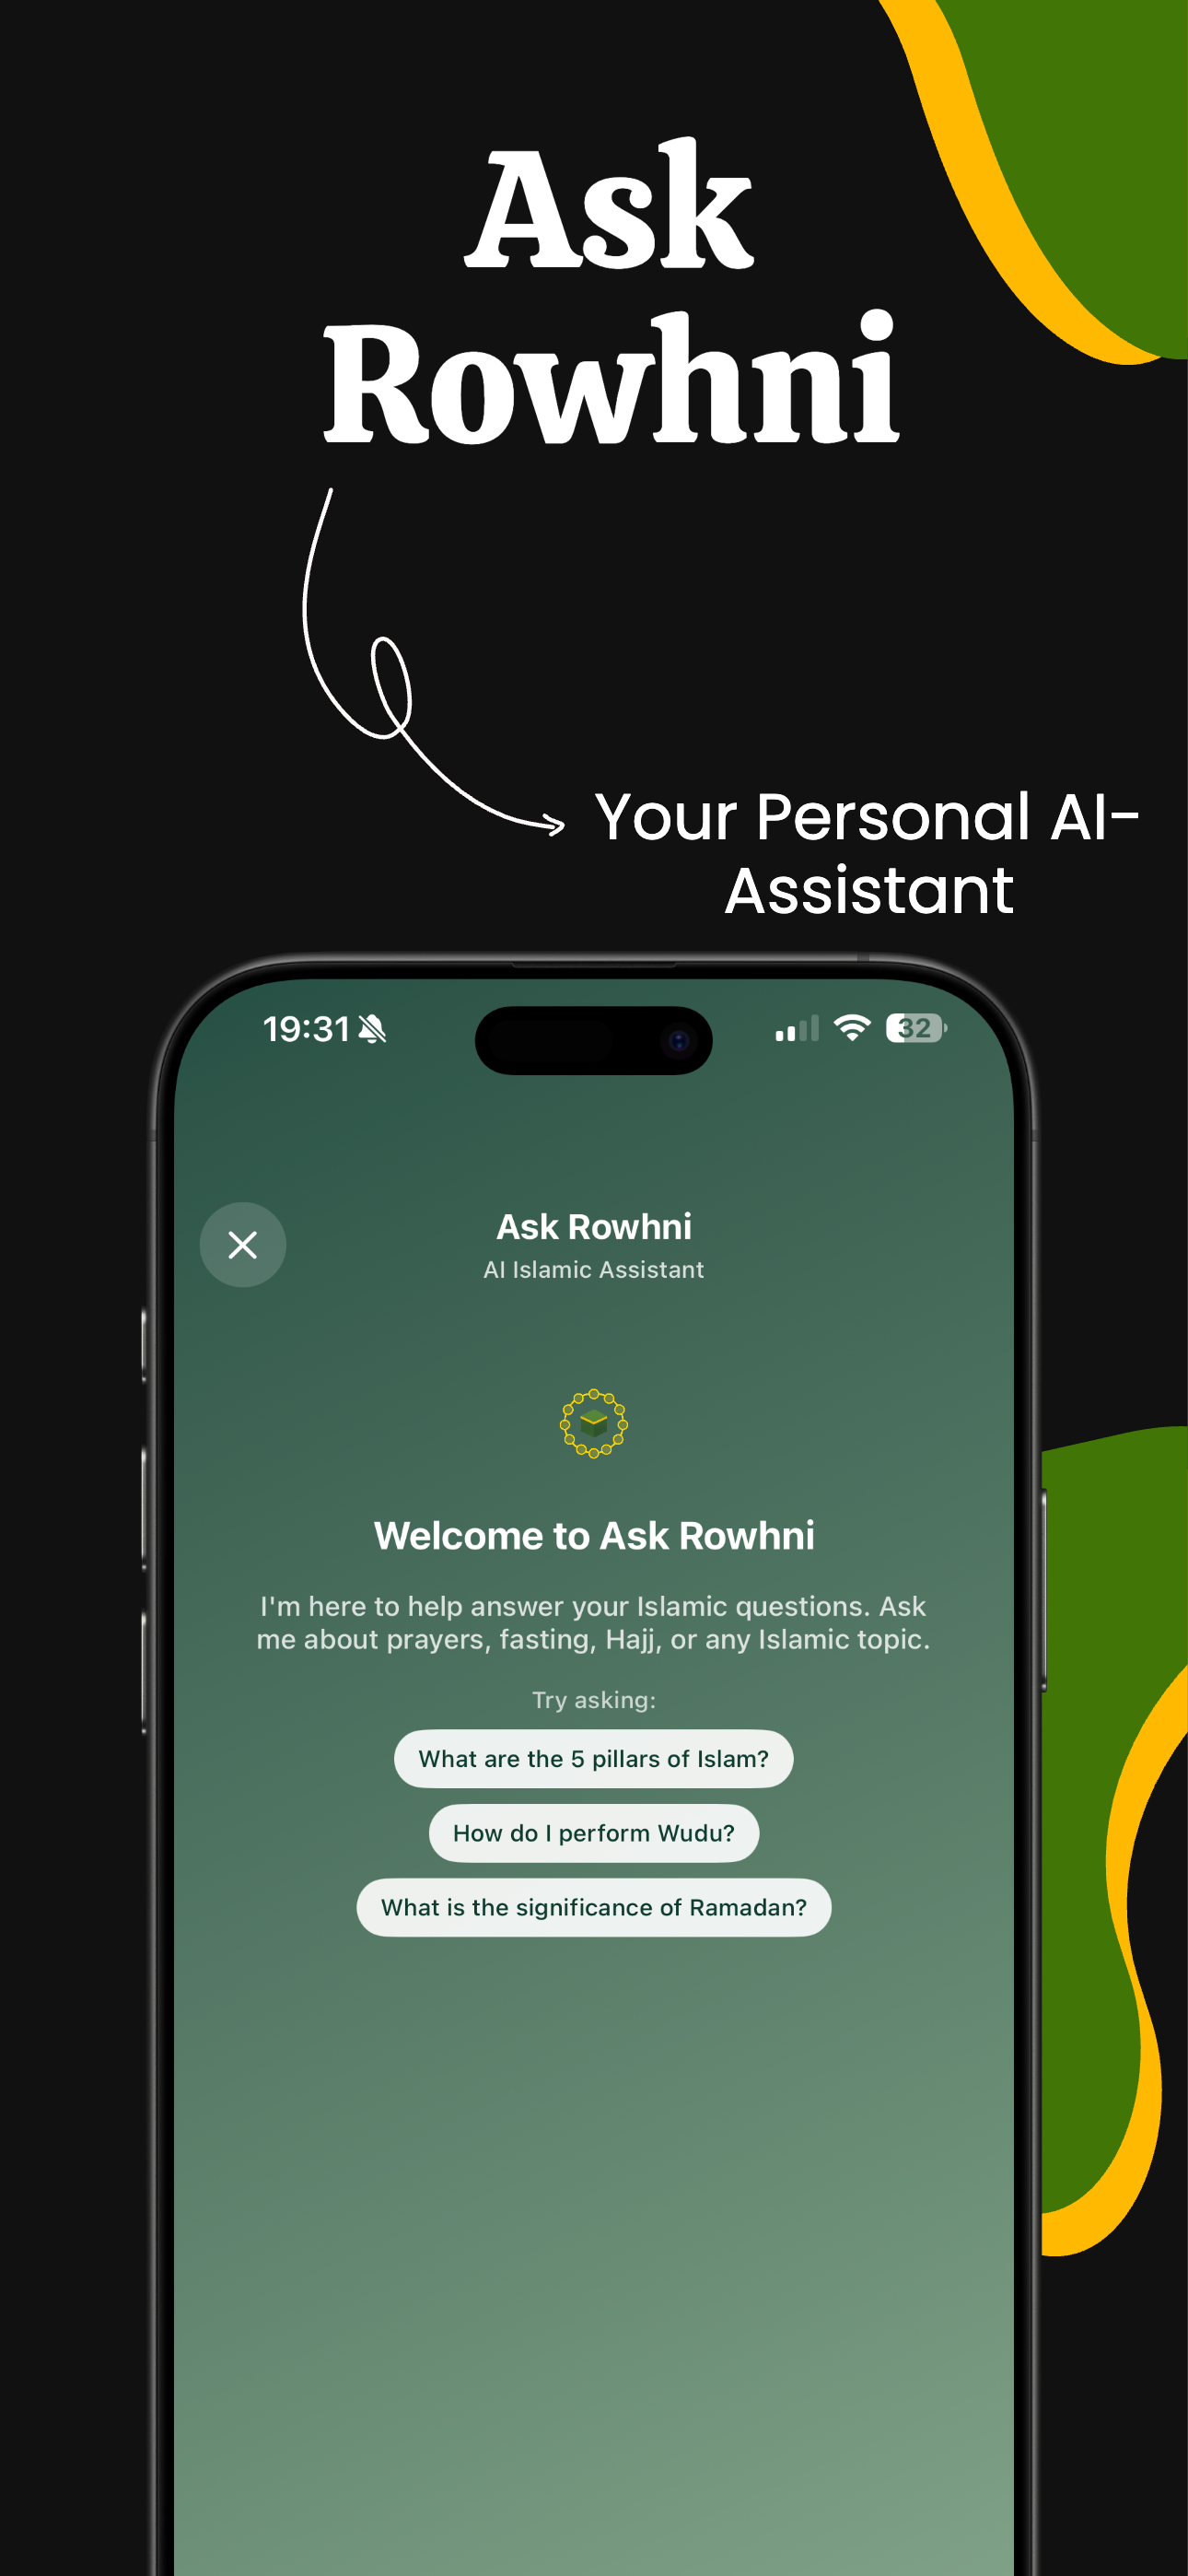 Ask
Rowhni
Your Personal AI-
Assistant
19:31
32
Ask Rowhni
AI Islamic Assistant
Welcome to Ask Rowhni
I'm here to help answer your Islamic questions. Ask
me about prayers, fasting, Hajj, or any Islamic topic.
Try asking:
What are the 5 pillars of Islam?
How do I perform Wudu?
What is the significance of Ramadan?